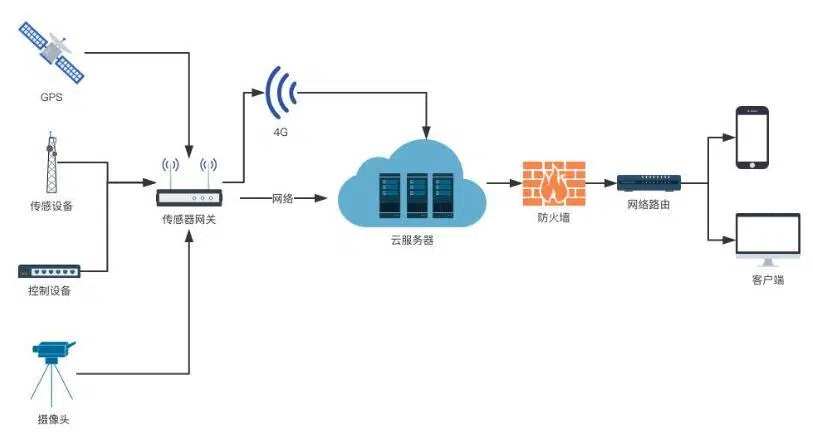 GPS
4G
传感设备
传感器网关
网络
云服务器
防火墙
网络路由
控制设备
客户端
摄像头